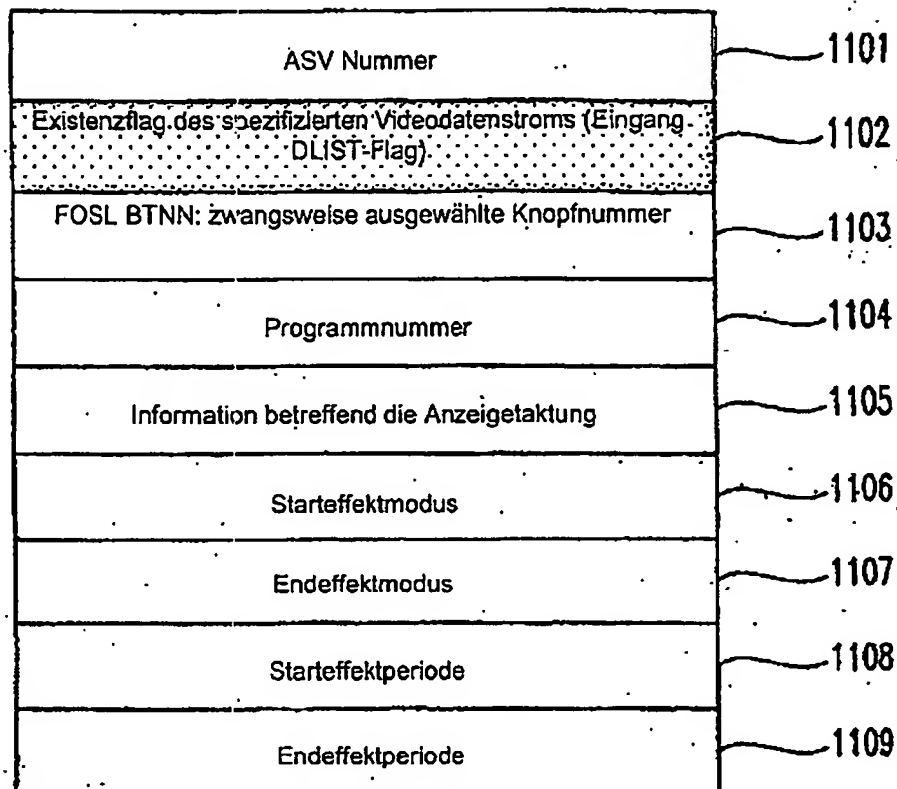 ASV Nummer
1101
Existenzflag des spezifizierten Videodatenstroms (Eingang
DLIST-Flag)
1102
FOSL BTNN: zwangsweise ausgewählte Knopfnummer
1103
Programmnummer
1104
Information betreffend die Anzeigetaktung
1105
Starteffektmodus
1106
Endeffektmodus
1107
Starteffektperiode
1108
Endeffektperiode
1109